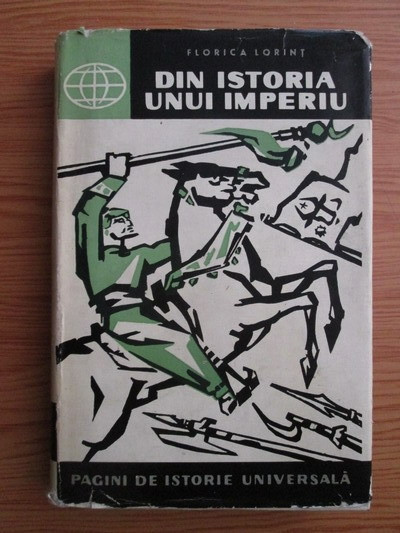 FLORICA LORINȚ
DIN ISTORIA
UNUI IMPERIU
PAGINI DE ISTORIE UNIVERSALĂ